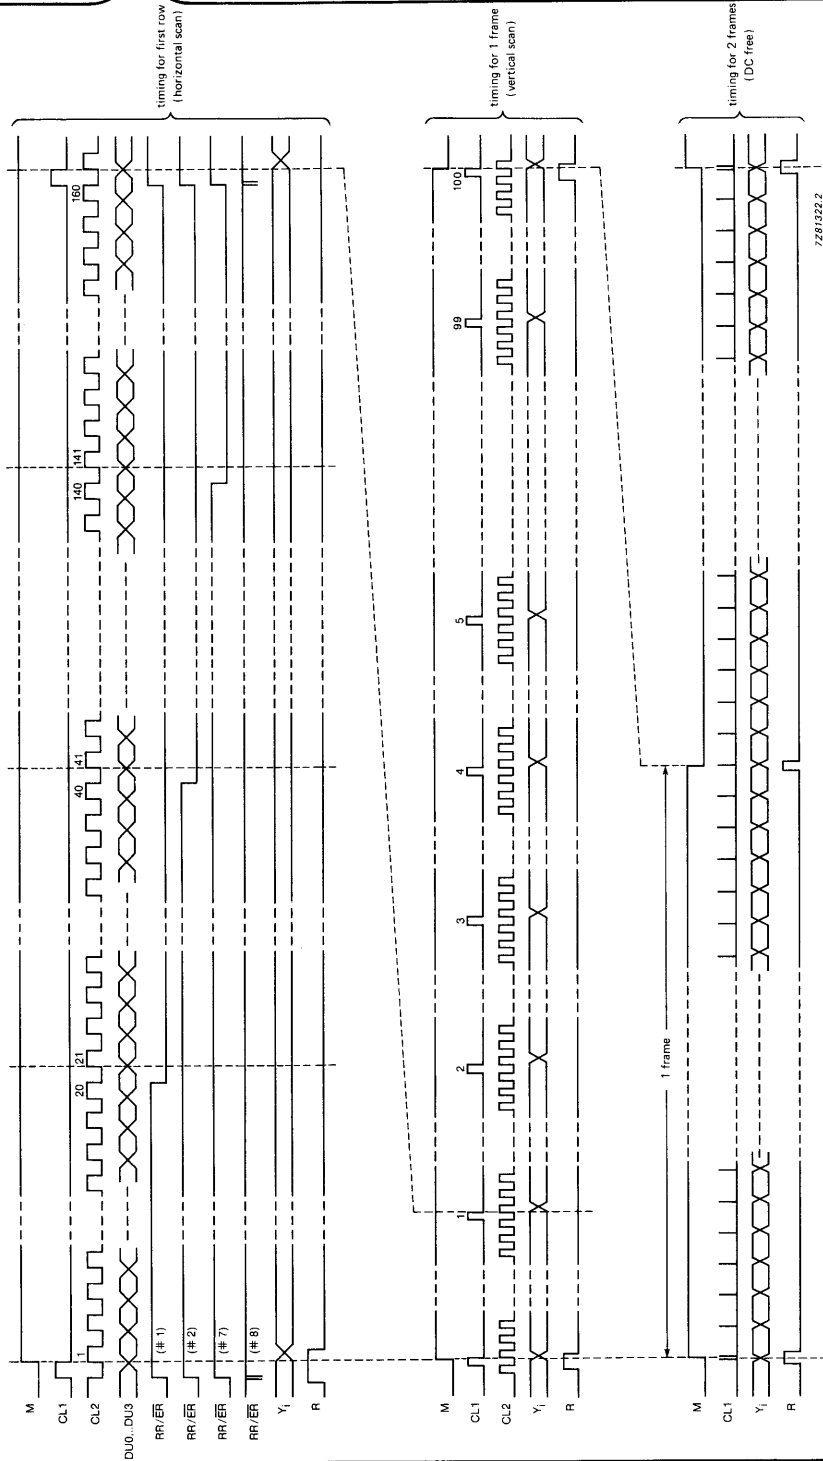 timing for first row
(horizontal scan)
M
CL1
CL2
DU0...DU3
RR/ER
RR/ER
RR/ER
RR/ER
Yi
R
1
20
21
40
41
140
141
160
(# 1)
(# 2)
(# 7)
(# 8)
timing for 1 frame
(vertical scan)
M
CL1
CL2
Yi
R
1
2
3
4
5
99
100
timing for 2 frames
(DC free)
M
CL1
Yi
R
1 frame
7Z81322.2